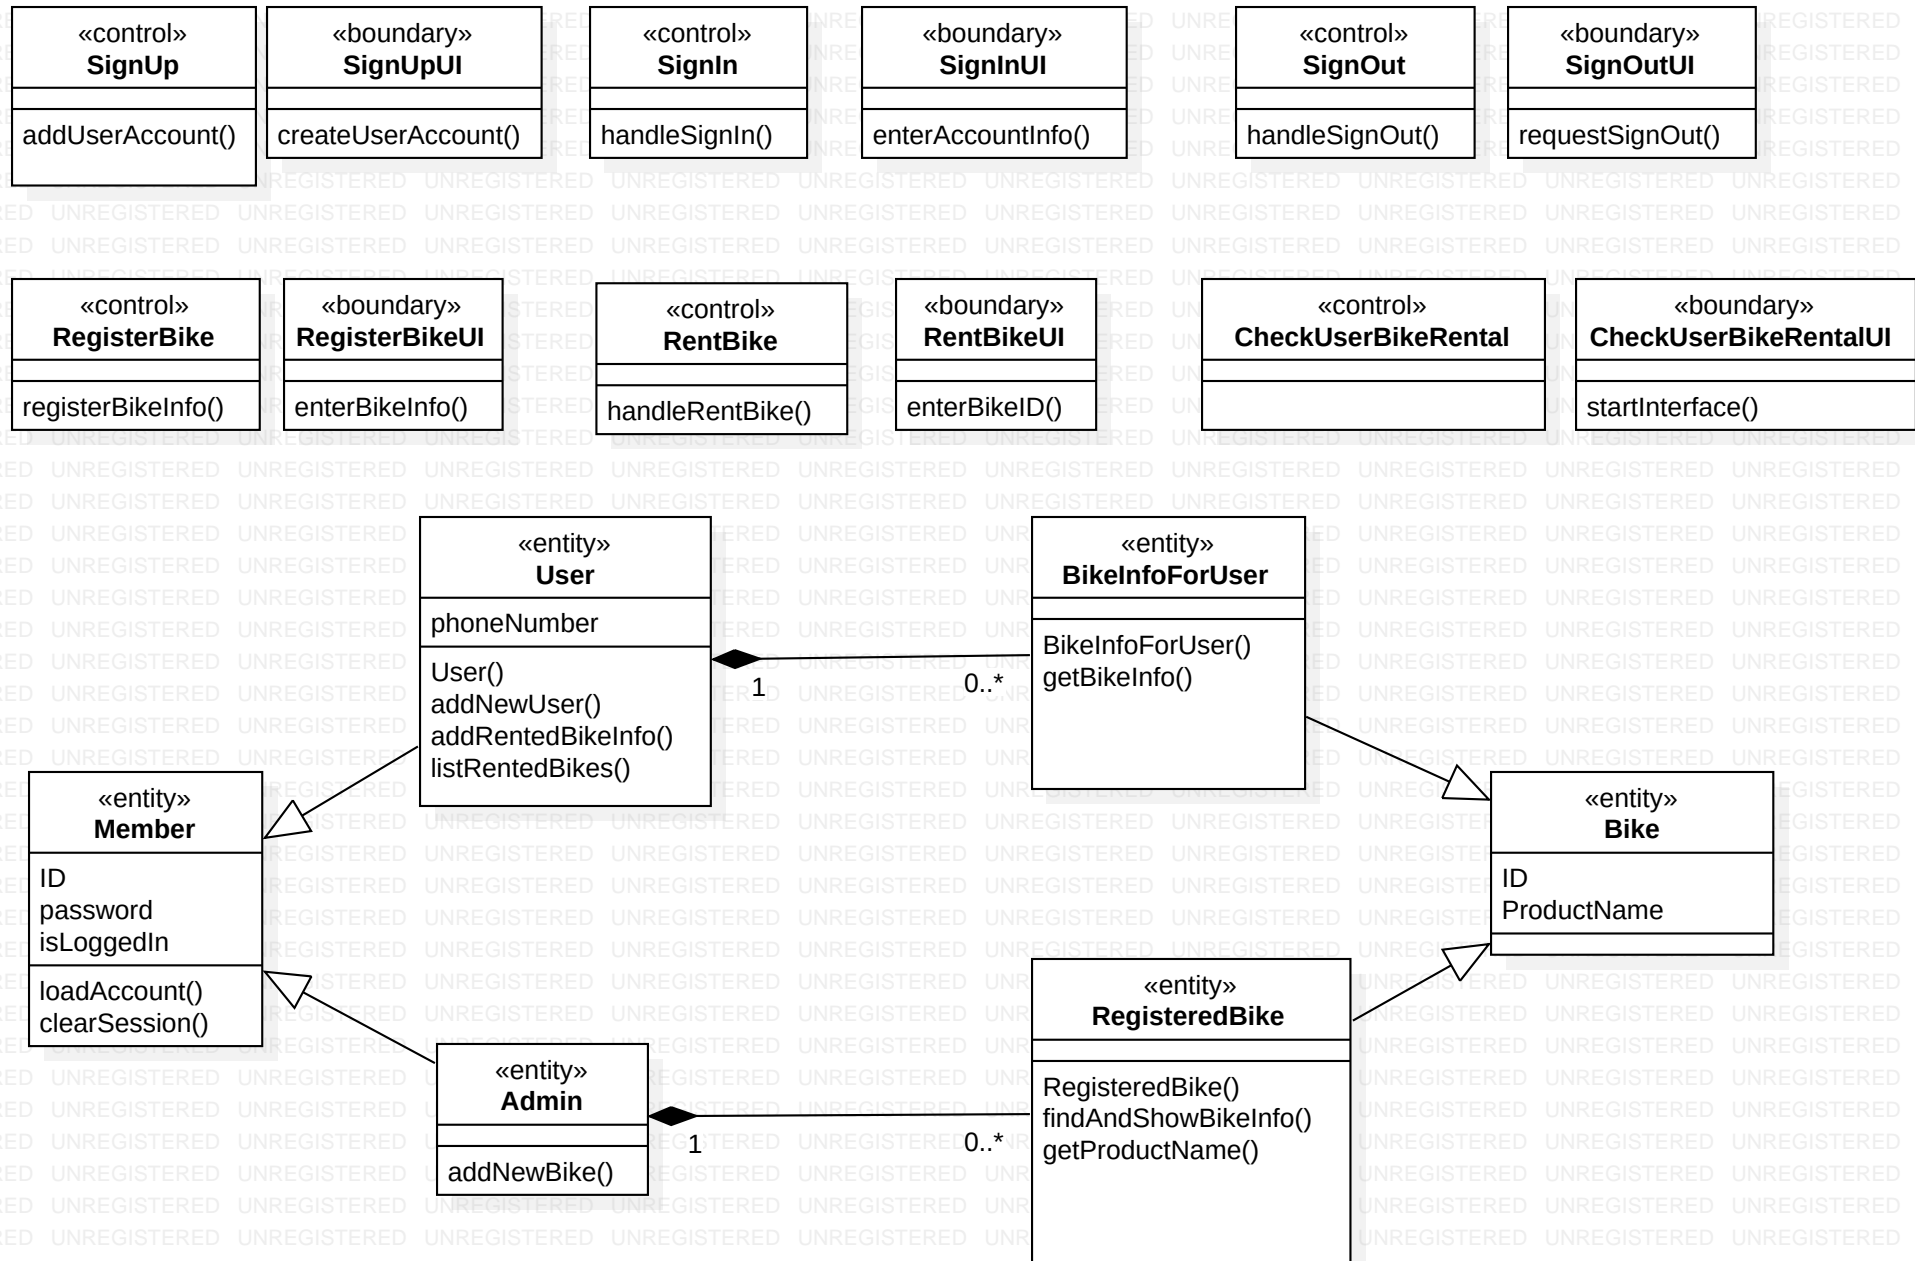 «control»
SignUp
addUserAccount()
«boundary»
SignUpUI
createUserAccount()
«control»
SignIn
handleSignIn()
«boundary»
SignInUI
enterAccountInfo()
«control»
SignOut
handleSignOut()
«boundary»
SignOutUI
requestSignOut()
«control»
RegisterBike
registerBikeInfo()
«boundary»
RegisterBikeUI
enterBikeInfo()
«control»
RentBike
handleRentBike()
«boundary»
RentBikeUI
enterBikeID()
«control»
CheckUserBikeRental
«boundary»
CheckUserBikeRentalUI
startInterface()
«entity»
User
phoneNumber
User()
addNewUser()
addRentedBikeInfo()
listRentedBikes()
1
0..*
«entity»
BikeInfoForUser
BikeInfoForUser()
getBikeInfo()
«entity»
Member
ID
password
isLoggedIn
loadAccount()
clearSession()
«entity»
Bike
ID
ProductName
«entity»
Admin
addNewBike()
1
0..*
«entity»
RegisteredBike
RegisteredBike()
findAndShowBikeInfo()
getProductName()
UNREGISTERED